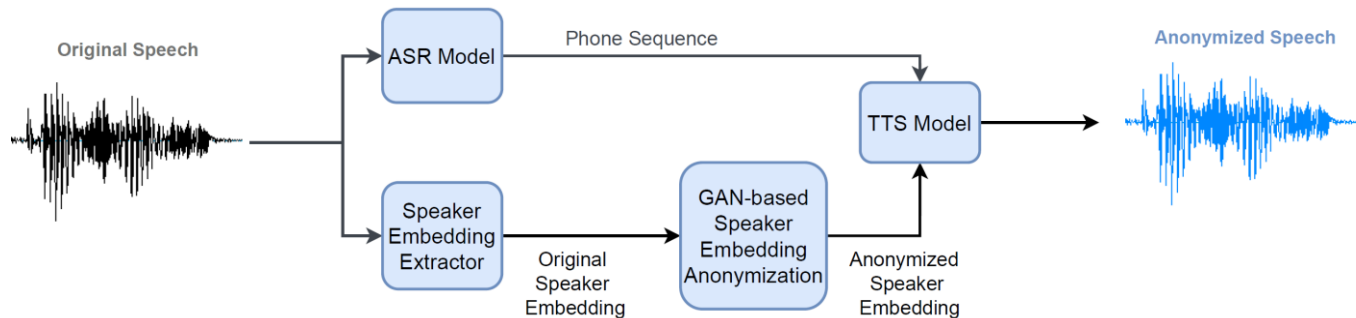 Original Speech
ASR Model
Phone Sequence
Anonymized Speech
TTS Model
Speaker
Embedding
Extractor
Original
Speaker
Embedding
GAN-based
Speaker
Embedding
Anonymization
Anonymized
Speaker
Embedding